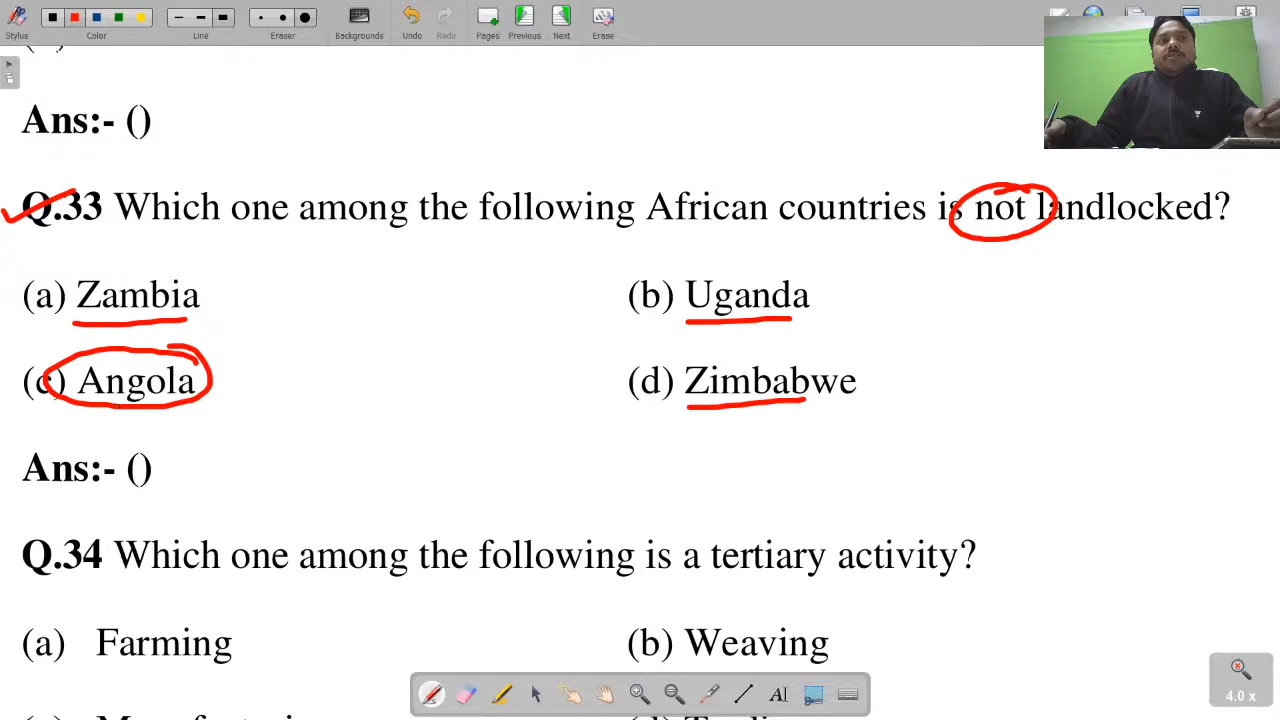 Stylus Color Line Eraser Backgrounds Undo Redo Pages Previous Next Erase
Ans:- ()
Q.33 Which one among the following African countries is not landlocked?
(a) Zambia (b) Uganda
(c) Angola (d) Zimbabwe
Ans:- ()
Q.34 Which one among the following is a tertiary activity?
(a) Farming (b) Weaving
4.0 x